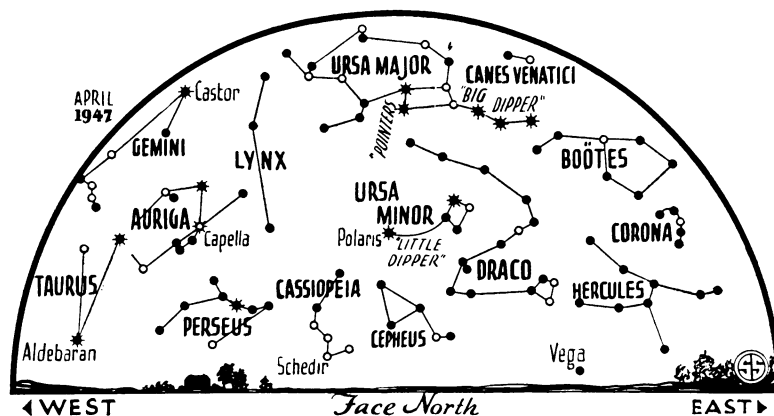 URSA MAJOR
CANES VENATICI
"BIG DIPPER"
APRIL
1947
Castor
"POINTERS"
GEMINI
LYNX
BOÖTES
URSA
MINOR
AURIGA
Capella
Polaris
"LITTLE
DIPPER"
CORONA
TAURUS
CASSIOPEIA
DRACO
HERCULES
PERSEUS
CEPHEUS
Aldebaran
Schedir
Vega
SS
WEST
Face North
EAST